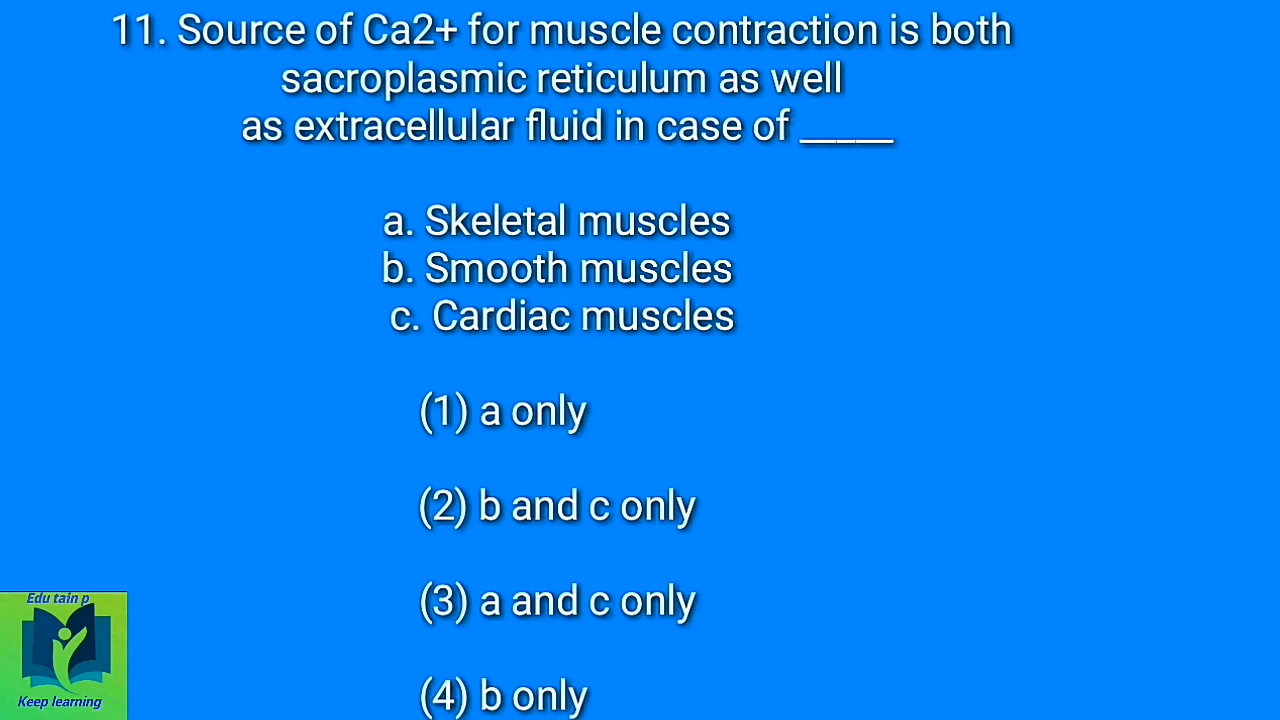 11. Source of Ca2+ for muscle contraction is both
sacroplasmic reticulum as well
as extracellular fluid in case of _____
a. Skeletal muscles
b. Smooth muscles
c. Cardiac muscles
(1) a only
(2) b and c only
(3) a and c only
(4) b only
Edu tain p
Keep learning